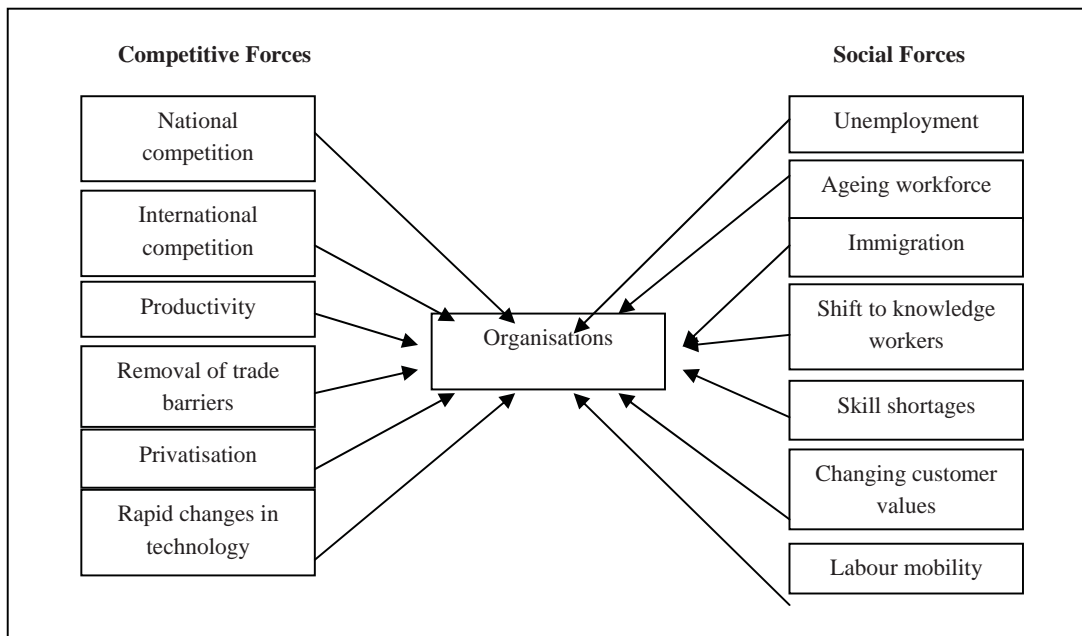 Competitive Forces
National
competition
International
competition
Productivity
Removal of trade
barriers
Privatisation
Rapid changes in
technology
Organisations
Social Forces
Unemployment
Ageing workforce
Immigration
Shift to knowledge
workers
Skill shortages
Changing customer
values
Labour mobility